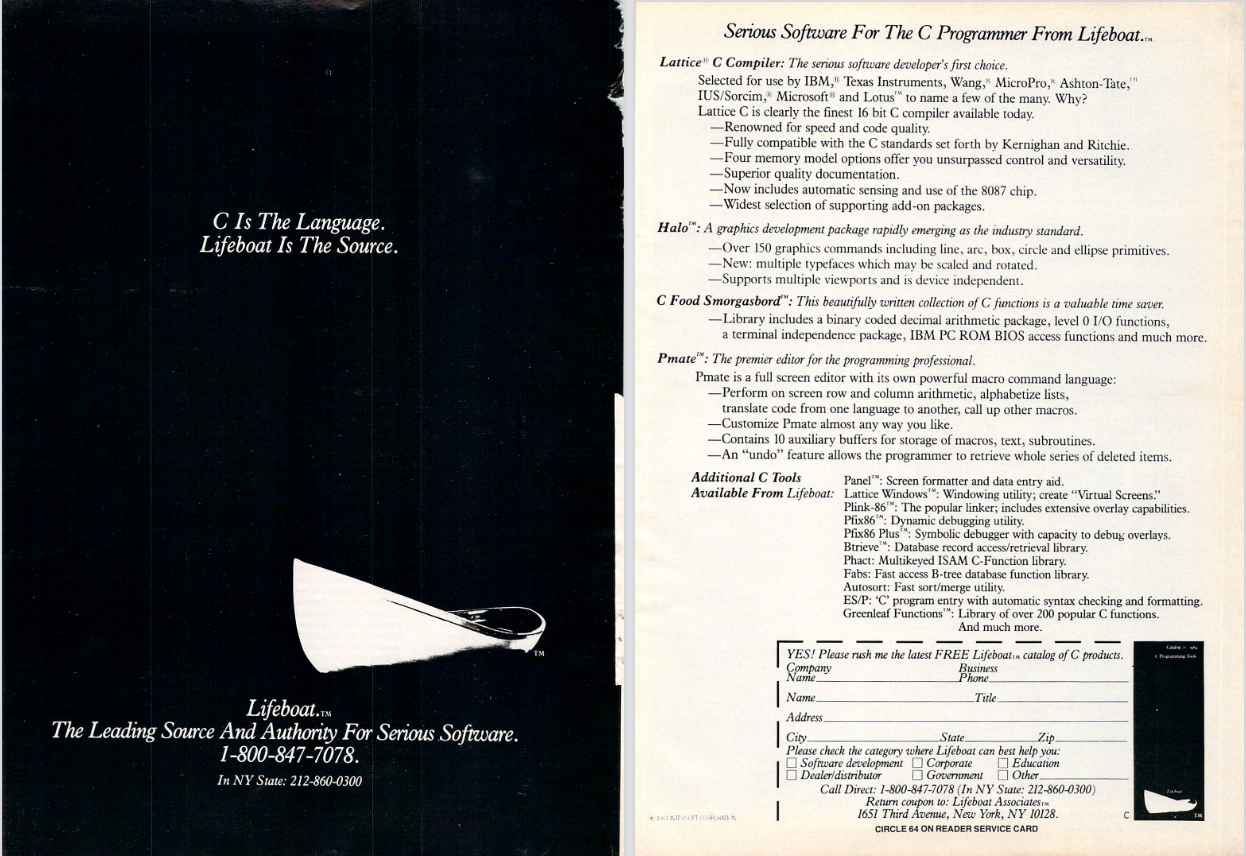 C Is The Language.
Lifeboat Is The Source.
TM
Lifeboat.TM
The Leading Source And Authority For Serious Software.
1-800-847-7078.
In NY State: 212-860-0300
Serious Software For The C Programmer From Lifeboat.TM
Lattice® C Compiler: The serious software developer's first choice.
Selected for use by IBM,® Texas Instruments, Wang,® MicroPro,® Ashton-Tate,™
IUS/Sorcim,® Microsoft® and Lotus™ to name a few of the many. Why?
Lattice C is clearly the finest 16 bit C compiler available today.
—Renowned for speed and code quality.
—Fully compatible with the C standards set forth by Kernighan and Ritchie.
—Four memory model options offer you unsurpassed control and versatility.
—Superior quality documentation.
—Now includes automatic sensing and use of the 8087 chip.
—Widest selection of supporting add-on packages.
Halo™: A graphics development package rapidly emerging as the industry standard.
—Over 150 graphics commands including line, arc, box, circle and ellipse primitives.
—New: multiple typefaces which may be scaled and rotated.
—Supports multiple viewports and is device independent.
C Food Smorgasbord™: This beautifully written collection of C functions is a valuable time saver.
—Library includes a binary coded decimal arithmetic package, level 0 I/O functions,
a terminal independence package, IBM PC ROM BIOS access functions and much more.
Pmate™: The premier editor for the programming professional.
Pmate is a full screen editor with its own powerful macro command language:
—Perform on screen row and column arithmetic, alphabetize lists,
translate code from one language to another, call up other macros.
—Customize Pmate almost any way you like.
—Contains 10 auxiliary buffers for storage of macros, text, subroutines.
—An “undo” feature allows the programmer to retrieve whole series of deleted items.
Additional C Tools
Available From Lifeboat:
Panel™: Screen formatter and data entry aid.
Lattice Windows™: Windowing utility; create “Virtual Screens.”
Plink-86™: The popular linker; includes extensive overlay capabilities.
Pfix86™: Dynamic debugging utility.
Pfix86 Plus™: Symbolic debugger with capacity to debug overlays.
Btrieve™: Database record access/retrieval library.
Phact: Multikeyed ISAM C-Function library.
Fabs: Fast access B-tree database function library.
Autosort: Fast sort/merge utility.
ES/P: ‘C’ program entry with automatic syntax checking and formatting.
Greenleaf Functions™: Library of over 200 popular C functions.
And much more.
YES! Please rush me the latest FREE Lifeboat™ catalog of C products.
Company Name Business Phone
Name Title
Address
City State Zip
Please check the category where Lifeboat can best help you:
Software development Corporate Education
Dealer/distributor Government Other
Call Direct: 1-800-847-7078 (In NY State: 212-860-0300)
Return coupon to: Lifeboat Associates™
1651 Third Avenue, New York, NY 10128.
C
CIRCLE 64 ON READER SERVICE CARD
C Programming Tools
Lifeboat
TM